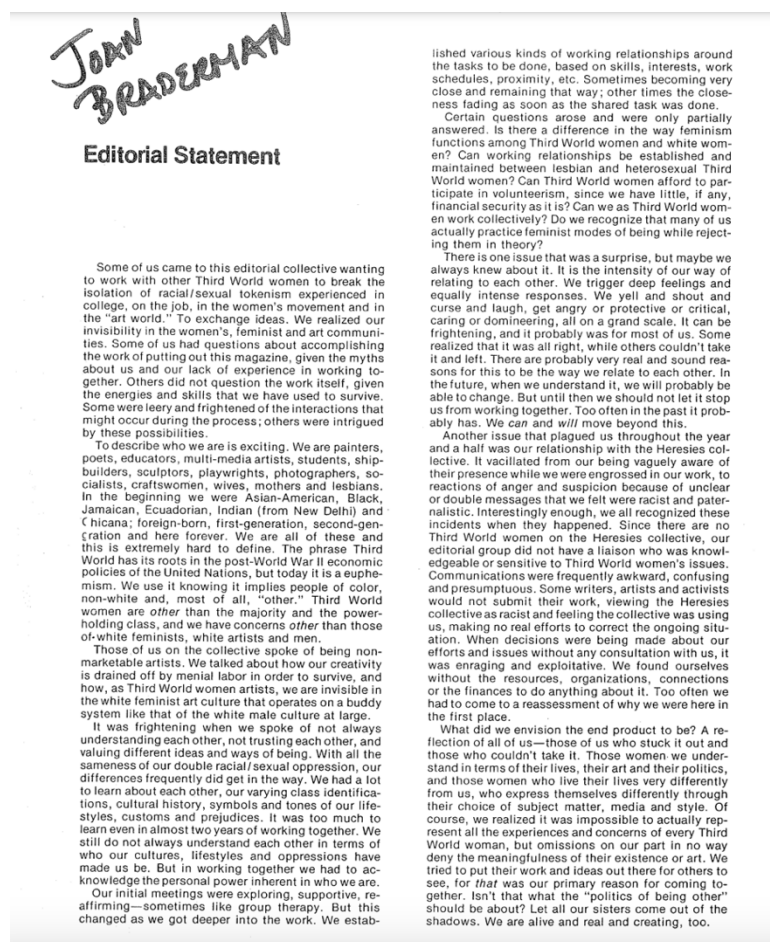 JOAN
BRADERMAN
Editorial Statement
Some of us came to this editorial collective wanting
to work with other Third World women to break the
isolation of racial/sexual tokenism experienced in
college, on the job, in the women's movement and in
the "art world." To exchange ideas. We realized our
invisibility in the women's, feminist and art communi-
ties. Some of us had questions about accomplishing
the work of putting out this magazine, given the myths
about us and our lack of experience in working to-
gether. Others did not question the work itself, given
the energies and skills that we have used to survive.
Some were leery and frightened of the interactions that
might occur during the process; others were intrigued
by these possibilities.
To describe who we are is exciting. We are painters,
poets, educators, multi-media artists, students, ship-
builders, sculptors, playwrights, photographers, so-
cialists, craftswomen, wives, mothers and lesbians.
In the beginning we were Asian-American, Black,
Jamaican, Ecuadorian, Indian (from New Delhi) and
Chicana; foreign-born, first-generation, second-gen-
eration and here forever. We are all of these and
this is extremely hard to define. The phrase Third
World has its roots in the post-World War II economic
policies of the United Nations, but today it is a euphe-
mism. We use it knowing it implies people of color,
non-white and, most of all, "other." Third World
women are other than the majority and the power-
holding class, and we have concerns other than those
of white feminists, white artists and men.
Those of us on the collective spoke of being non-
marketable artists. We talked about how our creativity
is drained off by menial labor in order to survive, and
how, as Third World women artists, we are invisible in
the white feminist art culture that operates on a buddy
system like that of the white male culture at large.
It was frightening when we spoke of not always
understanding each other, not trusting each other, and
valuing different ideas and ways of being. With all the
sameness of our double racial/sexual oppression, our
differences frequently did get in the way. We had a lot
to learn about each other, our varying class identifica-
tions, cultural history, symbols and tones of our life-
styles, customs and prejudices. It was too much to
learn even in almost two years of working together. We
still do not always understand each other in terms of
who our cultures, lifestyles and oppressions have
made us be. But in working together we had to ac-
knowledge the personal power inherent in who we are.
Our initial meetings were exploring, supportive, re-
affirming—sometimes like group therapy. But this
changed as we got deeper into the work. We estab-
lished various kinds of working relationships around
the tasks to be done, based on skills, interests, work
schedules, proximity, etc. Sometimes becoming very
close and remaining that way; other times the close-
ness fading as soon as the shared task was done.
Certain questions arose and were only partially
answered. Is there a difference in the way feminism
functions among Third World women and white wom-
en? Can working relationships be established and
maintained between lesbian and heterosexual Third
World women? Can Third World women afford to par-
ticipate in volunteerism, since we have little, if any,
financial security as it is? Can we as Third World wom-
en work collectively? Do we recognize that many of us
actually practice feminist modes of being while reject-
ing them in theory?
There is one issue that was a surprise, but maybe we
always knew about it. It is the intensity of our way of
relating to each other. We trigger deep feelings and
equally intense responses. We yell and shout and
curse and laugh, get angry or protective or critical,
caring or domineering, all on a grand scale. It can be
frightening, and it probably was for most of us. Some
realized that it was all right, while others couldn't take
it and left. There are probably very real and sound rea-
sons for this to be the way we relate to each other. In
the future, when we understand it, we will probably be
able to change. But until then we should not let it stop
us from working together. Too often in the past it prob-
ably has. We can and will move beyond this.
Another issue that plagued us throughout the year
and a half was our relationship with the Heresies col-
lective. It vacillated from our being vaguely aware of
their presence while we were engrossed in our work, to
reactions of anger and suspicion because of unclear
or double messages that we felt were racist and pater-
nalistic. Interestingly enough, we all recognized these
incidents when they happened. Since there are no
Third World women on the Heresies collective, our
editorial group did not have a liaison who was knowl-
edgeable or sensitive to Third World women's issues.
Communications were frequently awkward, confusing
and presumptuous. Some writers, artists and activists
would not submit their work, viewing the Heresies
collective as racist and feeling the collective was using
us, making no real efforts to correct the ongoing situ-
ation. When decisions were being made about our
efforts and issues without any consultation with us, it
was enraging and exploitative. We found ourselves
without the resources, organizations, connections
or the finances to do anything about it. Too often we
had to come to a reassessment of why we were here in
the first place.
What did we envision the end product to be? A re-
flection of all of us—those of us who stuck it out and
those who couldn't take it. Those women we under-
stand in terms of their lives, their art and their politics,
and those women who live their lives very differently
from us, who express themselves differently through
their choice of subject matter, media and style. Of
course, we realized it was impossible to actually rep-
resent all the experiences and concerns of every Third
World woman, but omissions on our part in no way
deny the meaningfulness of their existence or art. We
tried to put their work and ideas out there for others to
see, for that was our primary reason for coming to-
gether. Isn't that what the "politics of being other"
should be about? Let all our sisters come out of the
shadows. We are alive and real and creating, too.